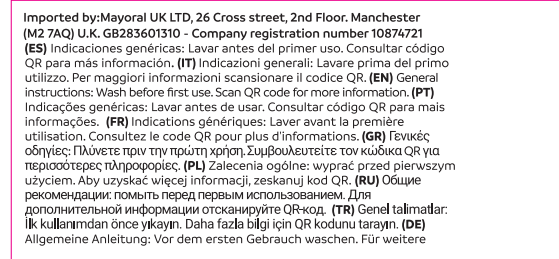 Imported by:Mayoral UK LTD, 26 Cross street, 2nd Floor. Manchester
(M2 7AQ) U.K. GB283601310 - Company registration number 10874721
(ES) Indicaciones genéricas: Lavar antes del primer uso. Consultar código
QR para más información. (IT) Indicazioni generali: Lavare prima del primo
utilizzo. Per maggiori informazioni scansionare il codice QR. (EN) General
instructions: Wash before first use. Scan QR code for more information. (PT)
Indicações genéricas: Lavar antes de usar. Consultar código QR para mais
informações. (FR) Indications génériques: Laver avant la première
utilisation. Consultez le code QR pour plus d'informations. (GR) Γενικές
οδηγίες: Πλύνετε πριν την πρώτη χρήση. Συμβουλευτείτε τον κώδικα QR για
περισσότερες πληροφορίες. (PL) Zalecenia ogólne: wyprać przed pierwszym
użyciem. Aby uzyskać więcej informacji, zeskanuj kod QR. (RU) Общие
рекомендации: помыть перед первым использованием. Для
дополнительной информации отсканируйте QR-код. (TR) Genel talimatlar:
İlk kullanımdan önce yıkayın. Daha fazla bilgi için QR kodunu tarayın. (DE)
Allgemeine Anleitung: Vor dem ersten Gebrauch waschen. Für weitere